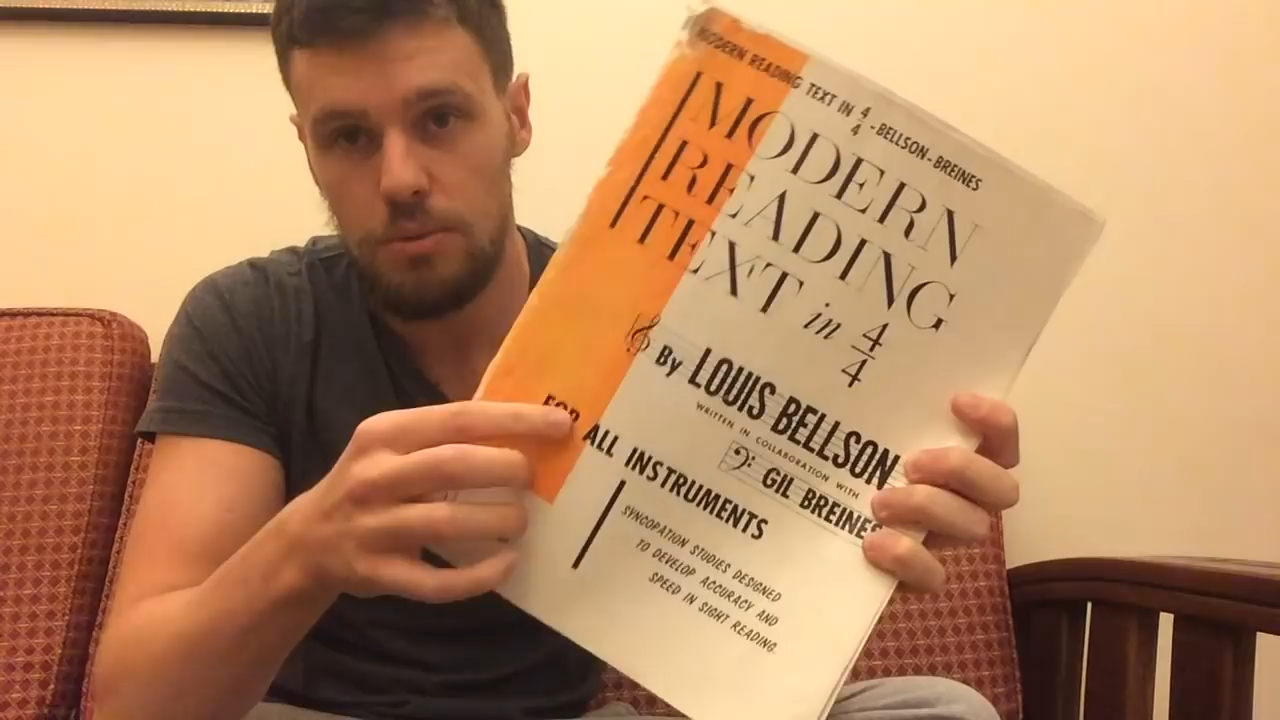 MODERN READING TEXT IN 4/4 - BELLSON - BREINES
MODERN
READING
TEXT in 4/4
By LOUIS BELLSON
WRITTEN IN COLLABORATION WITH
GIL BREINES
FOR ALL INSTRUMENTS
SYNCOPATION STUDIES DESIGNED
TO DEVELOP ACCURACY AND
SPEED IN SIGHT READING.